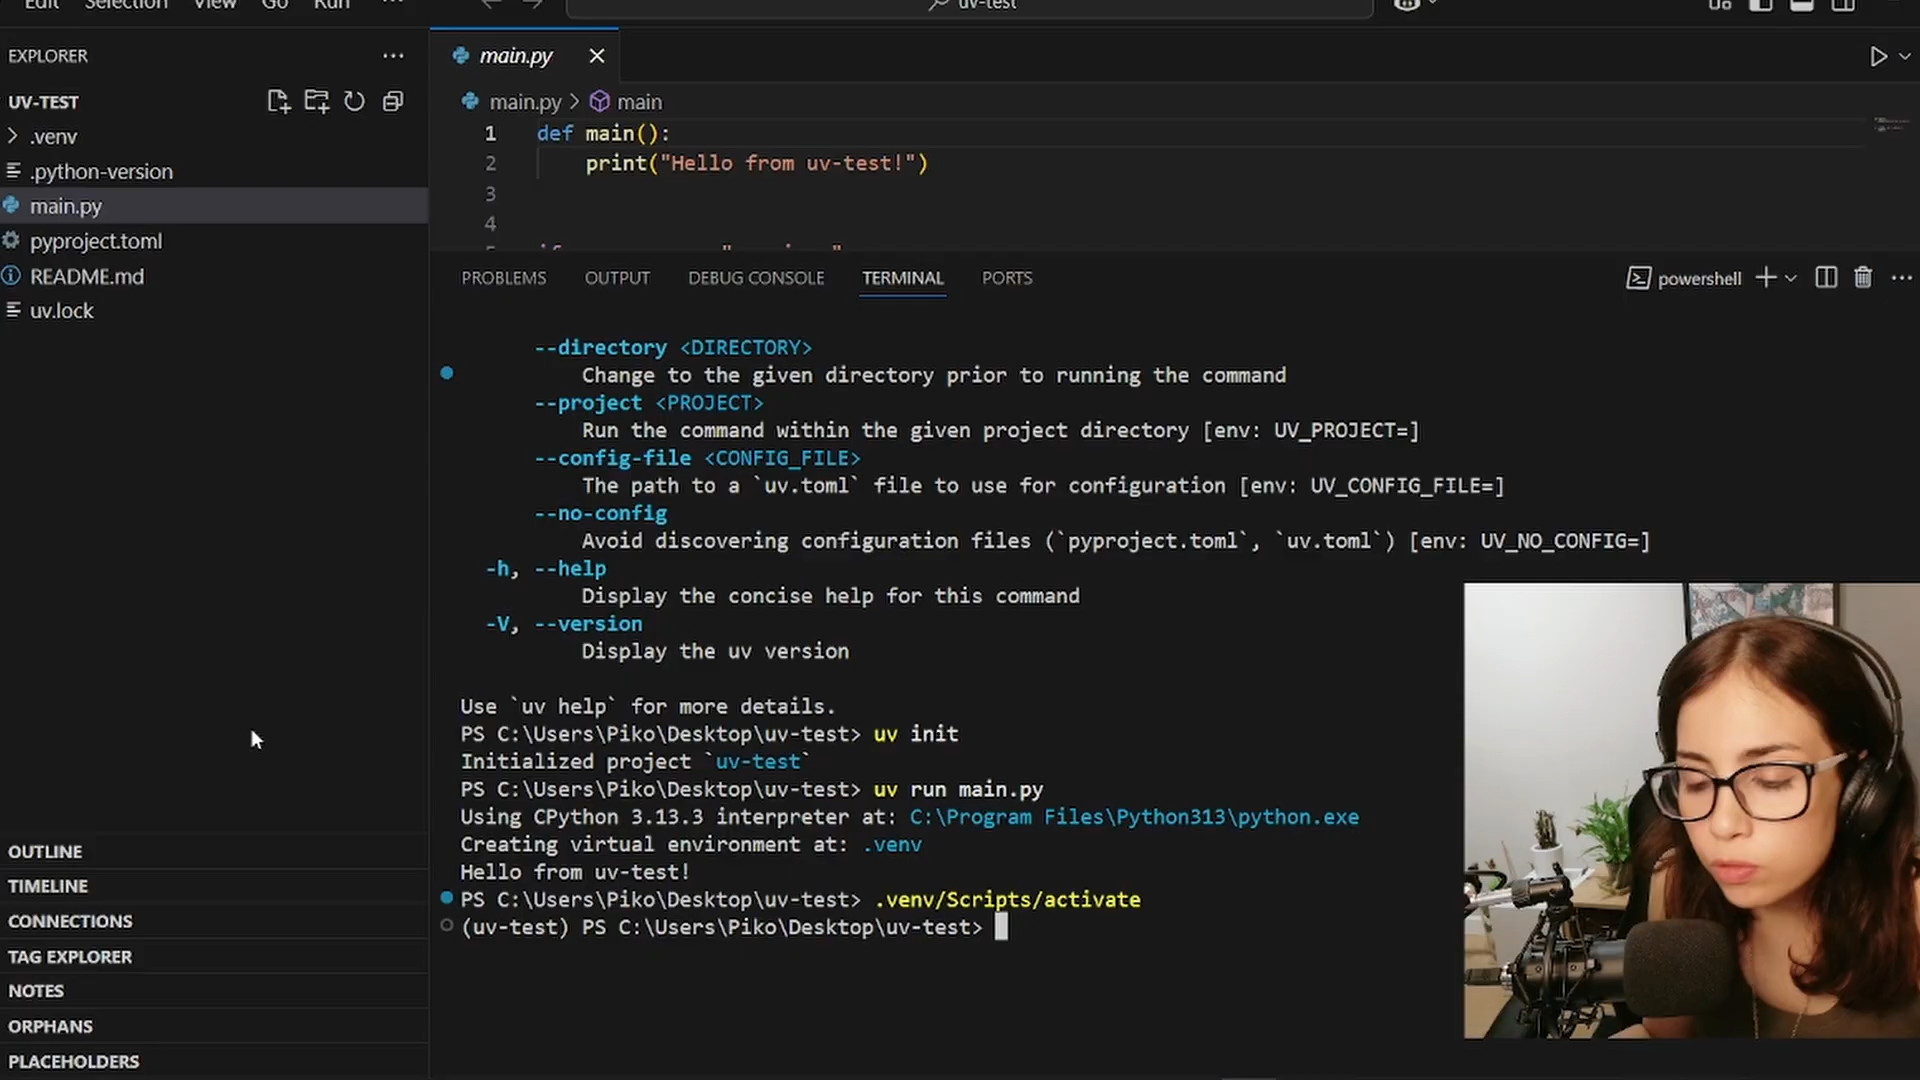 Edit Selection View Go Run ...
uv-test
EXPLORER
UV-TEST
.venv
.python-version
main.py
pyproject.toml
README.md
uv.lock
OUTLINE
TIMELINE
CONNECTIONS
TAG EXPLORER
NOTES
ORPHANS
PLACEHOLDERS
main.py
main.py > main
1 def main():
2 print("Hello from uv-test!")
3
4
PROBLEMS OUTPUT DEBUG CONSOLE TERMINAL PORTS
powershell
--directory <DIRECTORY>
Change to the given directory prior to running the command
--project <PROJECT>
Run the command within the given project directory [env: UV_PROJECT=]
--config-file <CONFIG_FILE>
The path to a `uv.toml` file to use for configuration [env: UV_CONFIG_FILE=]
--no-config
Avoid discovering configuration files (`pyproject.toml`, `uv.toml`) [env: UV_NO_CONFIG=]
-h, --help
Display the concise help for this command
-V, --version
Display the uv version
Use `uv help` for more details.
PS C:\Users\Piko\Desktop\uv-test> uv init
Initialized project `uv-test`
PS C:\Users\Piko\Desktop\uv-test> uv run main.py
Using CPython 3.13.3 interpreter at: C:\Program Files\Python313\python.exe
Creating virtual environment at: .venv
Hello from uv-test!
PS C:\Users\Piko\Desktop\uv-test> .venv/Scripts/activate
(uv-test) PS C:\Users\Piko\Desktop\uv-test>